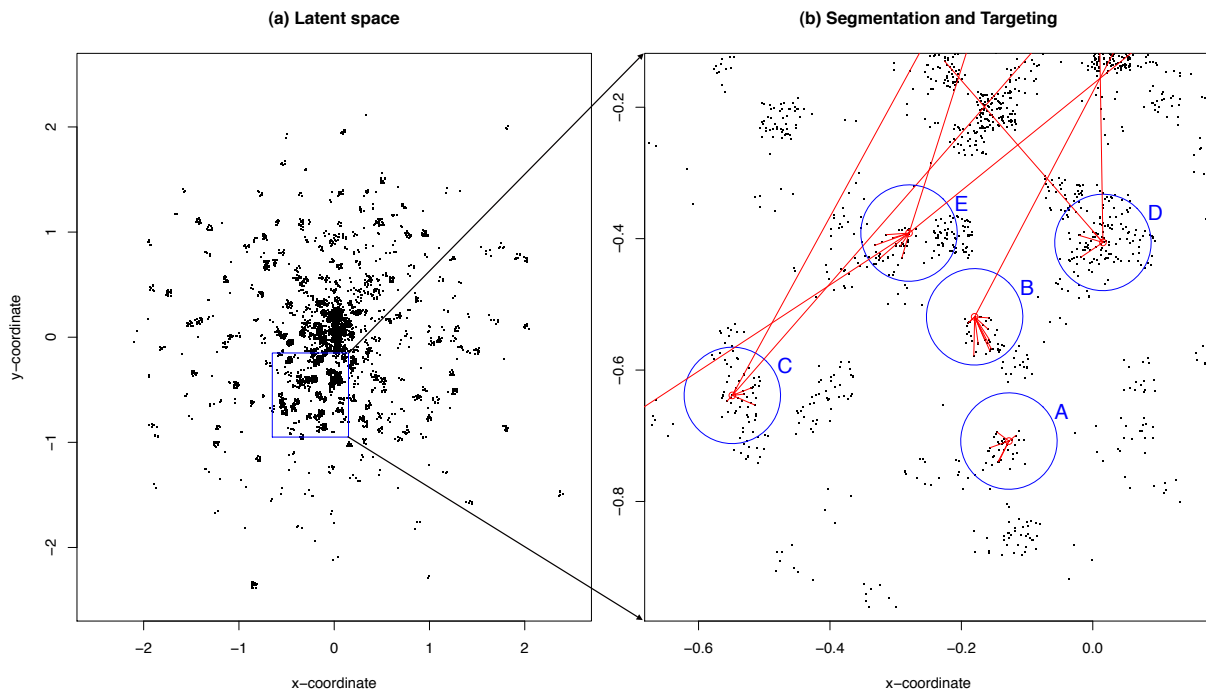 (a) Latent space
(b) Segmentation and Targeting
y−coordinate
2
1
0
−1
−2
−2
−1
0
1
2
x−coordinate
−0.2
−0.4
−0.6
−0.8
E
D
B
C
A
−0.6
−0.4
−0.2
0.0
x−coordinate